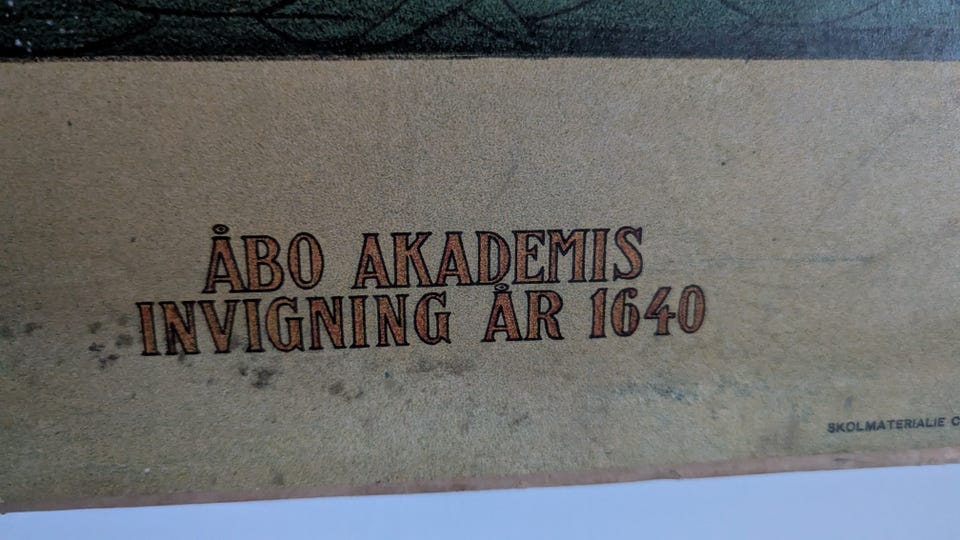 ÅBO AKADEMIS
INVIGNING ÅR 1640
SKOLMATERIALIE